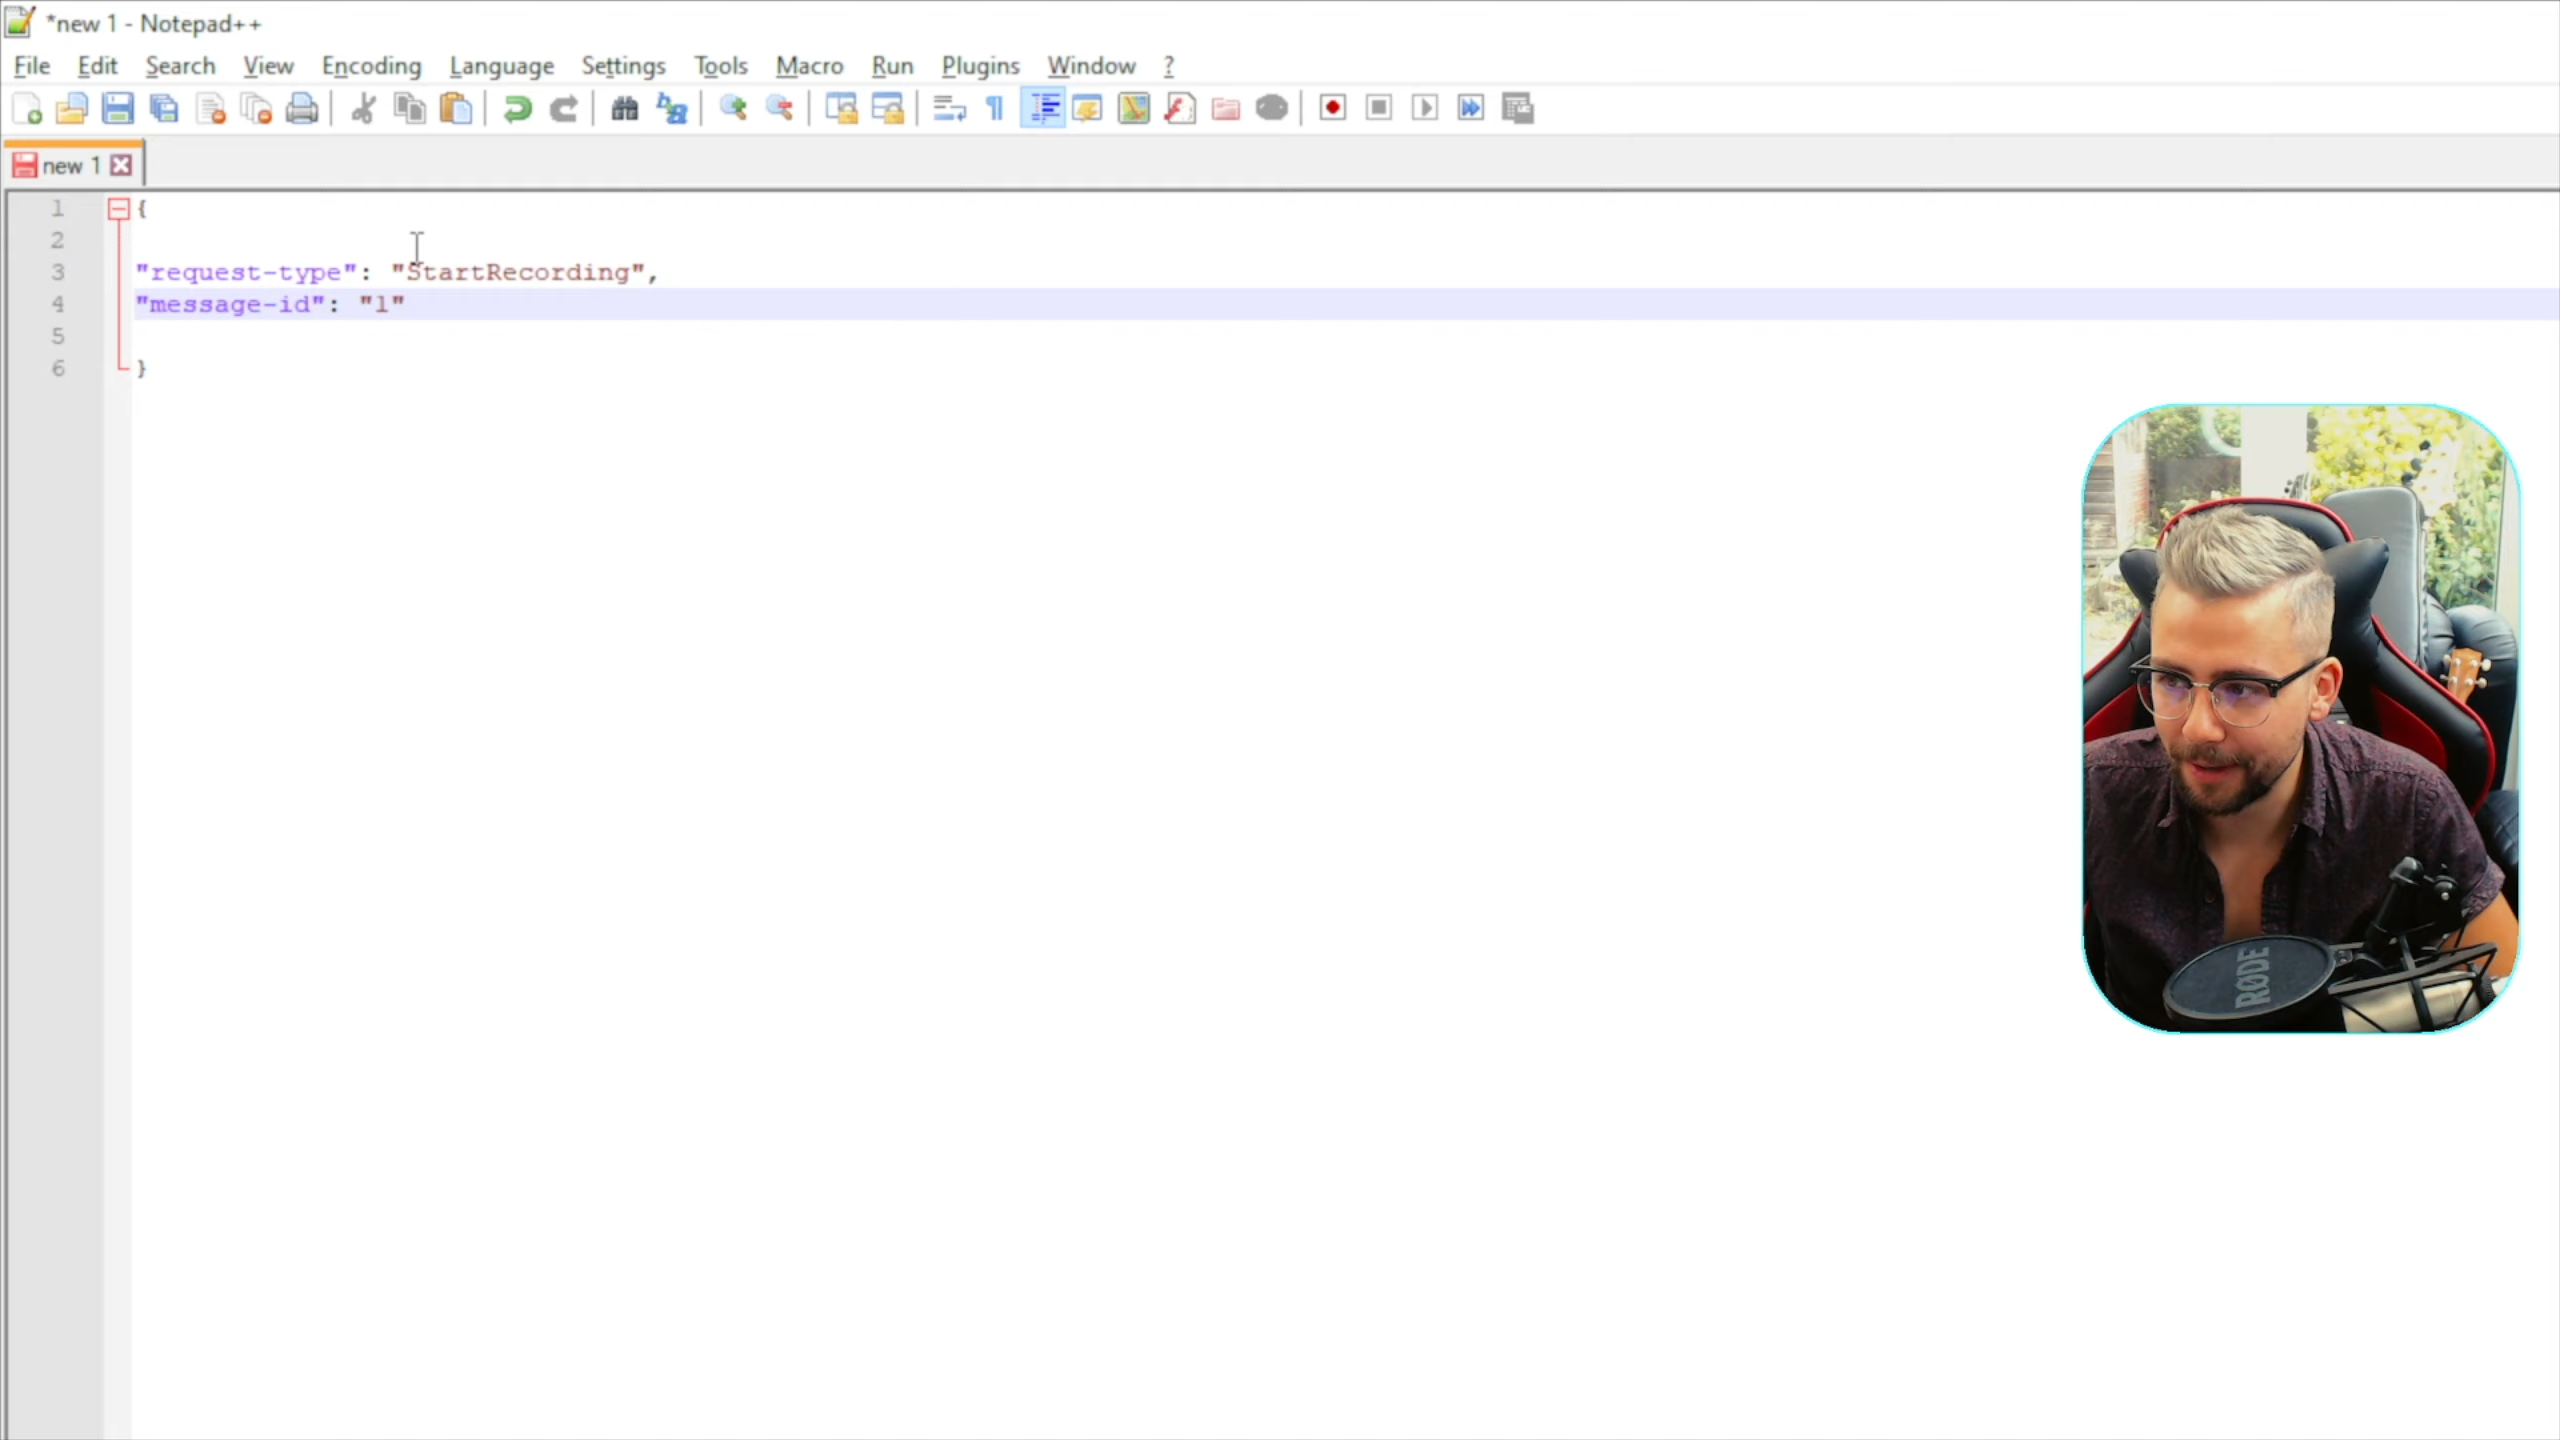 *new 1 - Notepad++
File Edit Search View Encoding Language Settings Tools Macro Run Plugins Window ?
new 1
1 {
2
3 "request-type": "StartRecording",
4 "message-id": "1"
5
6 }
RØDE